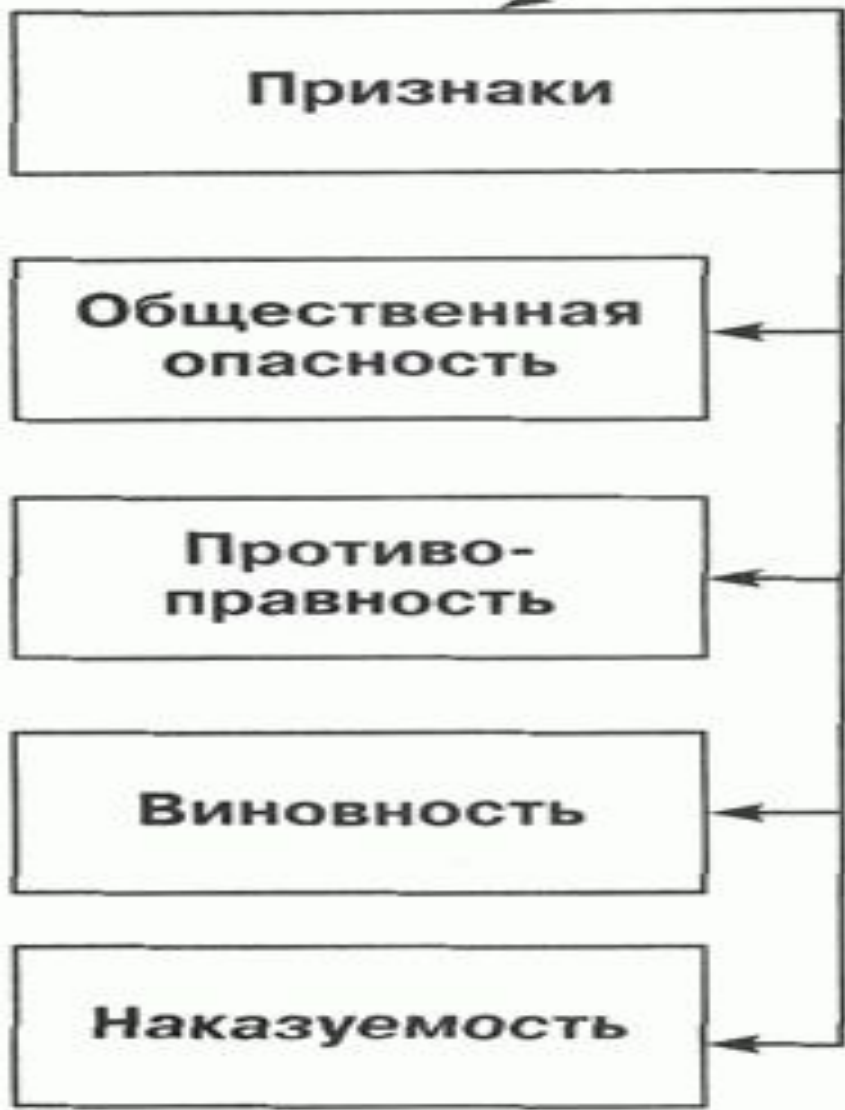 Признаки
Общественная
опасность
Противо-
правность
Виновность
Наказуемость